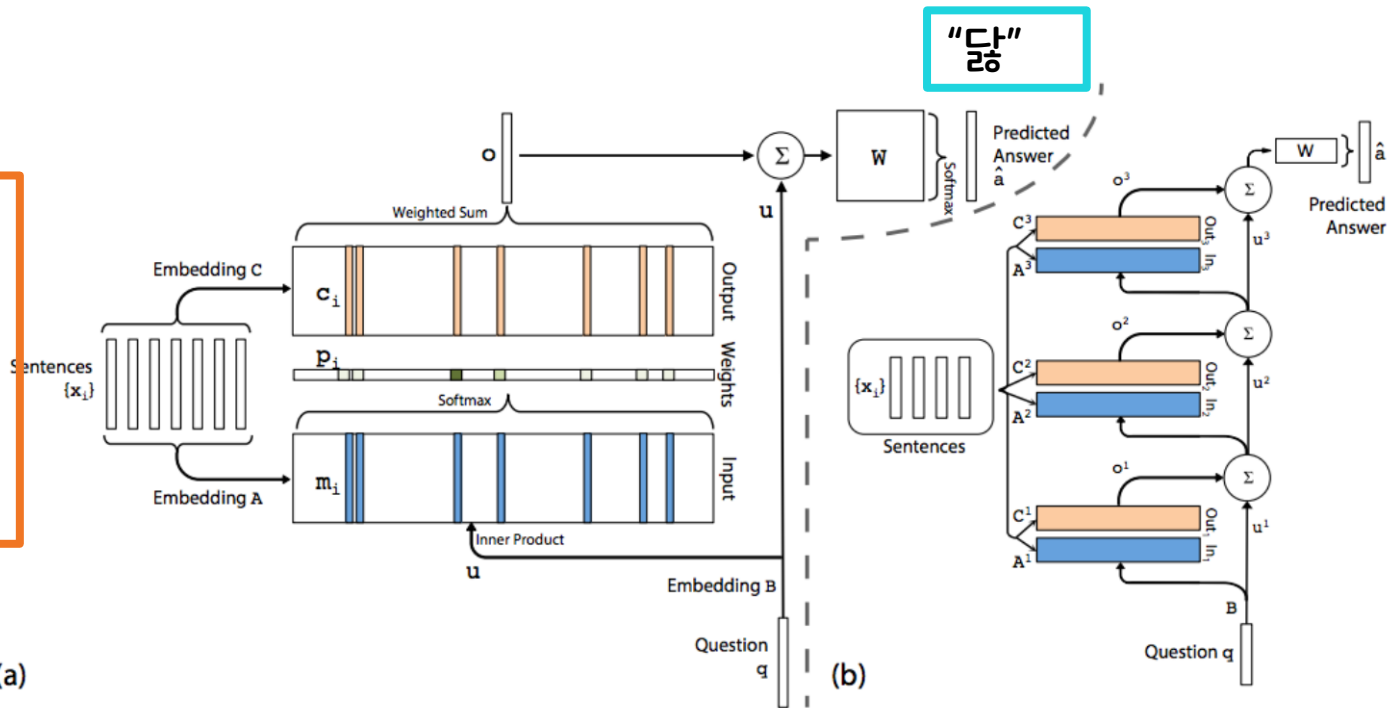 "닳"
o
Weighted Sum
Σ
W
Softmax
Predicted
Answer
â
u
Embedding C
Sentences
{x_i}
Embedding A
c_i
Output
p_i
Weights
Softmax
m_i
Input
Inner Product
u
Embedding B
Question
q
(a)
W
â
Predicted
Answer
Σ
o³
C³
Out₃
A³
In₃
u³
Σ
o²
{x_i}
Sentences
C²
Out₂
A²
In₂
u²
Σ
o¹
C¹
Out₁
A¹
In₁
u¹
B
Question q
(b)